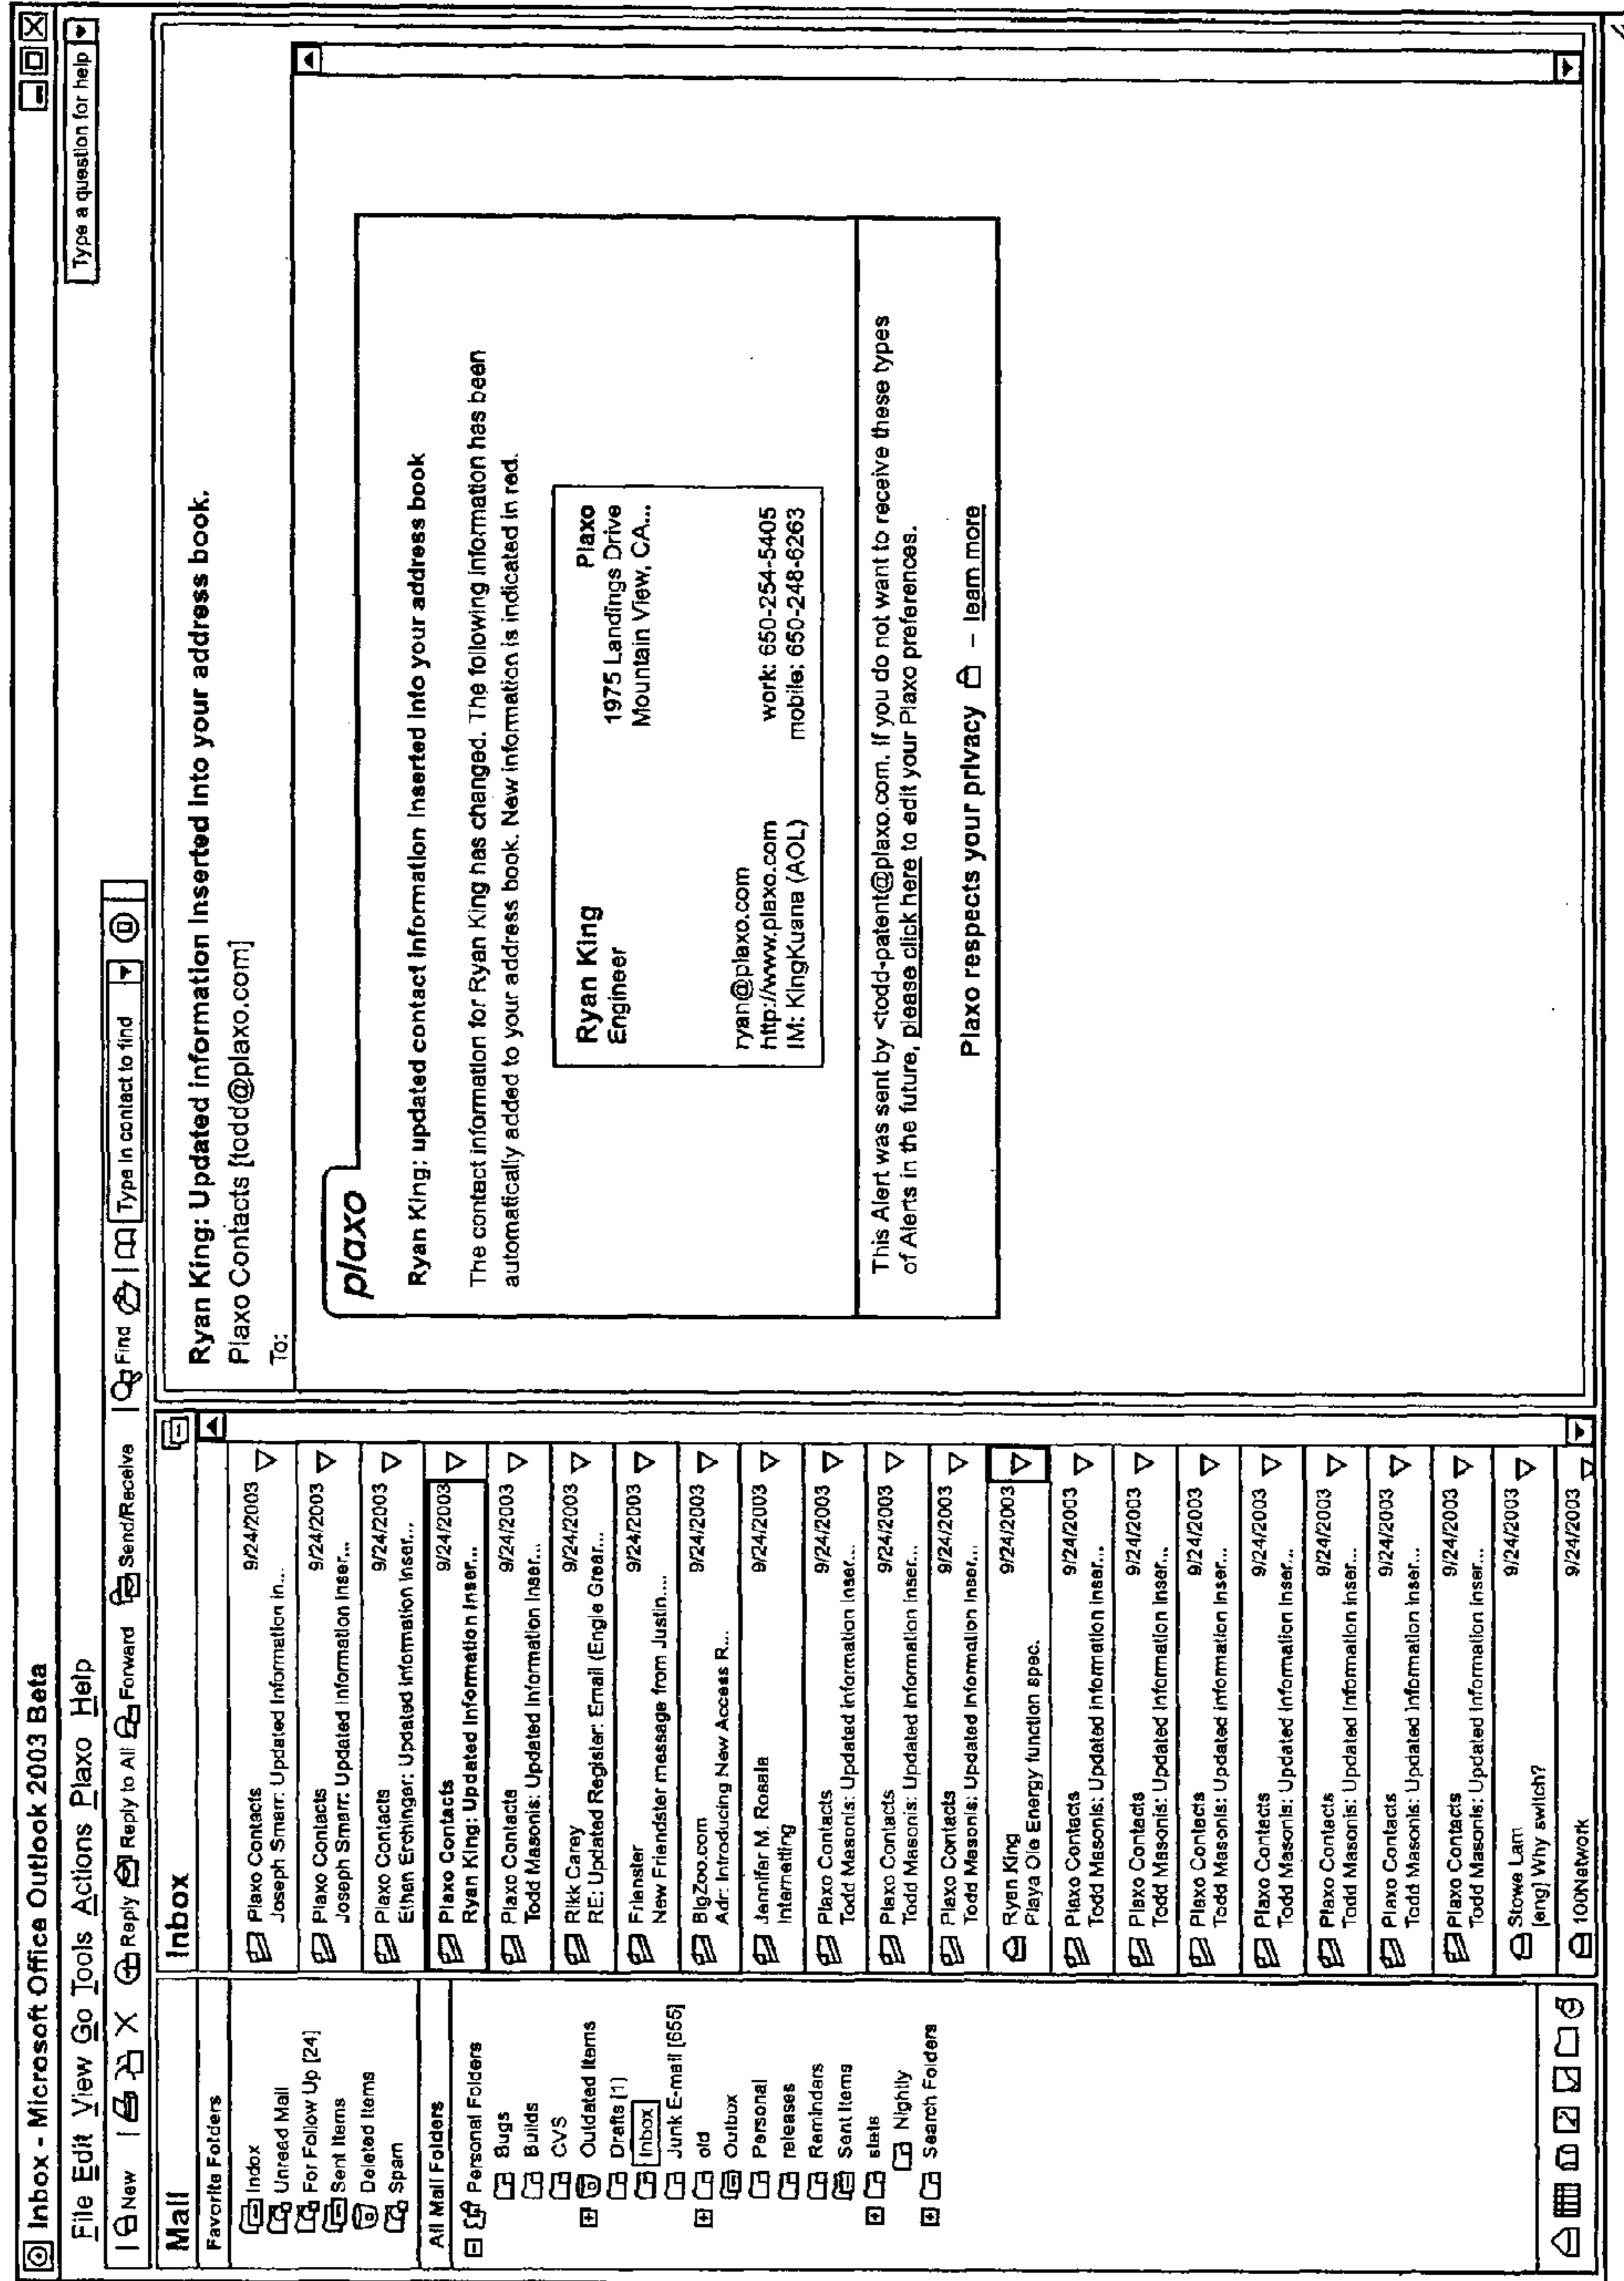 Inbox - Microsoft Office Outlook 2003 Beta
File Edit View Go Tools Actions Plaxo Help
Type a question for help
New
Reply
Reply to All
Forward
Send/Receive
Find
Type in contact to find
Mail
Favorite Folders
Indox
Unread Mail
For Follow Up [24]
Sent Items
Deleted Items
Spam
All Mail Folders
Personal Folders
Bugs
Builds
CVS
Ouldated Items
Drafts [1]
Inbox
Junk E-mail [655]
old
Outbox
Personal
releases
Reminders
Sent Items
stats
Nightly
Search Folders
Inbox
Plaxo Contacts 9/24/2003
Joseph Smarr: Updated Information in...
Plaxo Contacts 9/24/2003
Joseph Smarr: Updated Information inser...
Plaxo Contacts 9/24/2003
Ethan Erchinger: Updated information inser...
Plaxo Contacts 9/24/2003
Ryan King: Updated Information inser...
Plaxo Contacts 9/24/2003
Todd Masonis: Updated Information inser...
Rikk Carey 9/24/2003
RE: Updated Register: Email (Engle Grear...
Frienster 9/24/2003
New Friendster message from Justin....
BigZoo.com 9/24/2003
Adr: Introducing New Access R...
Jennifer M. Rosala 9/24/2003
Internetting
Plaxo Contacts 9/24/2003
Todd Masonis: Updated Information inser...
Plaxo Contacts 9/24/2003
Todd Masonis: Updated Information inser...
Plaxo Contacts 9/24/2003
Todd Masonis: Updated Information inser...
Ryan King 9/24/2003
Playa Ole Energy function spec.
Plaxo Contacts 9/24/2003
Todd Masonis: Updated Information inser...
Plaxo Contacts 9/24/2003
Todd Masonis: Updated Information inser...
Plaxo Contacts 9/24/2003
Todd Masonis: Updated Information inser...
Plaxo Contacts 9/24/2003
Todd Masonis: Updated Information inser...
Plaxo Contacts 9/24/2003
Todd Masonis: Updated Information inser...
Plaxo Contacts 9/24/2003
Todd Masonis: Updated Information inser...
Plaxo Contacts 9/24/2003
Todd Masonis: Updated Information inser...
Stowe Lam 9/24/2003
[eng] Why switch?
100Network 9/24/2003
Ryan King: Updated information Inserted into your address book.
Plaxo Contacts [todd@plaxo.com]
To:
plaxo
Ryan King: updated contact information inserted into your address book
The contact information for Ryan King has changed. The following information has been
automatically added to your address book. New information is indicated in red.
Ryan King Plaxo
Engineer 1975 Landings Drive
Mountain View, CA...
ryan@plaxo.com
http://www.plaxo.com work: 650-254-5405
IM: KingKuana (AOL) mobile: 650-248-6263
This Alert was sent by <todd-patent@plaxo.com. If you do not want to receive these types
of Alerts in the future, please click here to edit your Plaxo preferences.
Plaxo respects your privacy – learn more